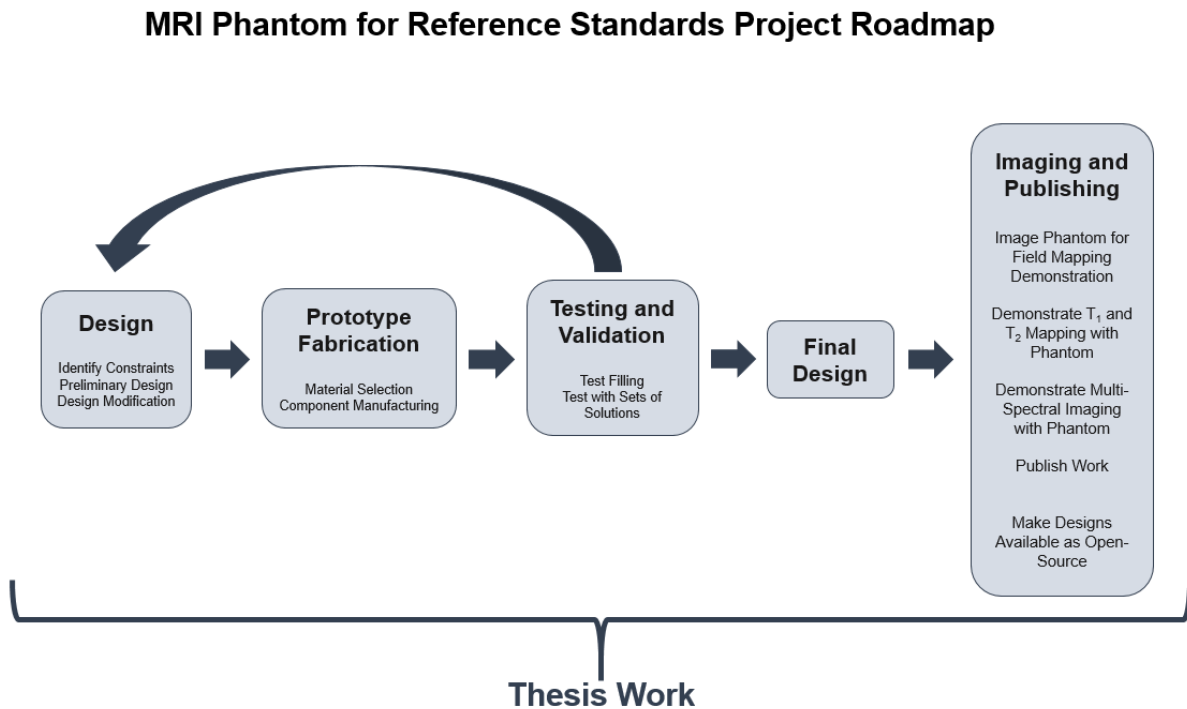 MRI Phantom for Reference Standards Project Roadmap
Design
Identify Constraints
Preliminary Design
Design Modification
Prototype
Fabrication
Material Selection
Component Manufacturing
Testing and
Validation
Test Filling
Test with Sets of
Solutions
Final
Design
Imaging and
Publishing
Image Phantom for
Field Mapping
Demonstration
Demonstrate T₁ and
T₂ Mapping with
Phantom
Demonstrate Multi-
Spectral Imaging
with Phantom
Publish Work
Make Designs
Available as Open-
Source
Thesis Work